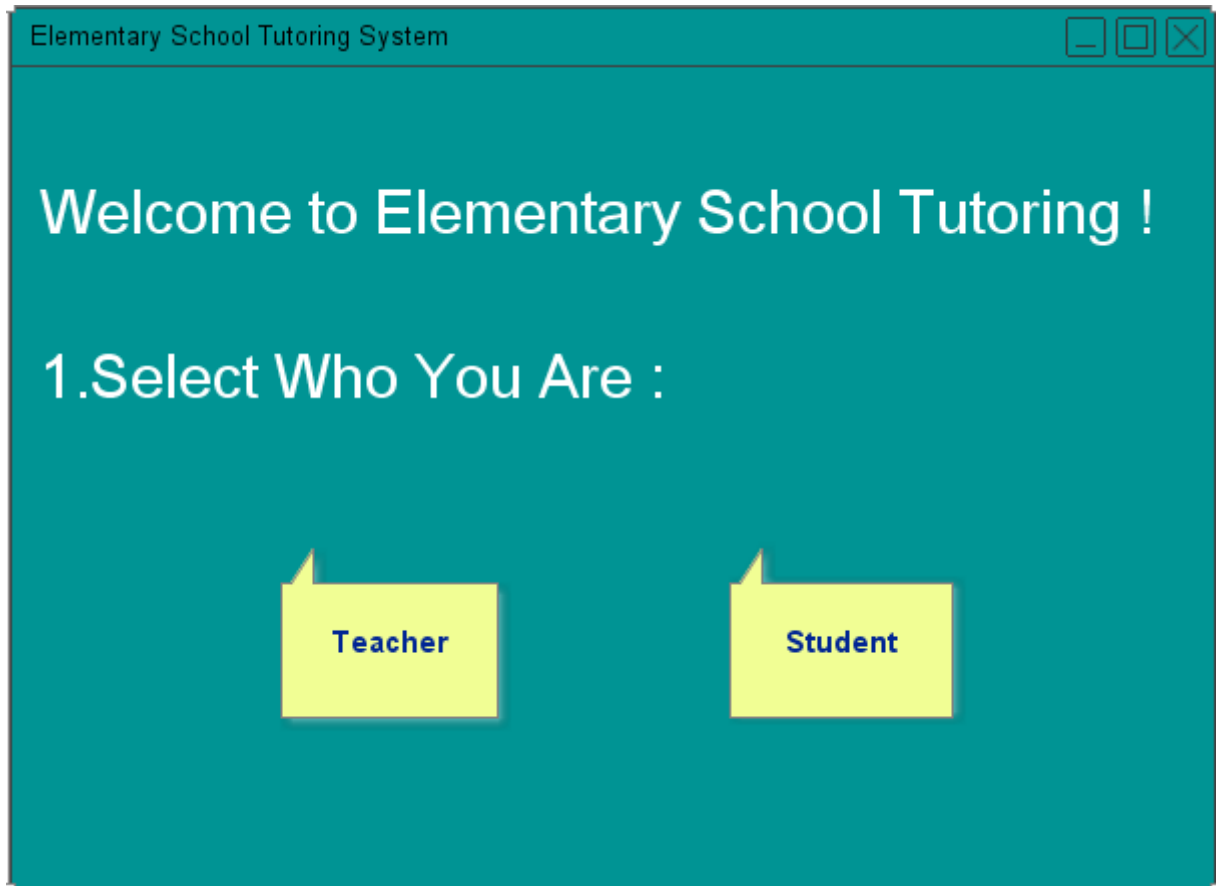 Elementary School Tutoring System
Welcome to Elementary School Tutoring !
1.Select Who You Are :
Teacher
Student